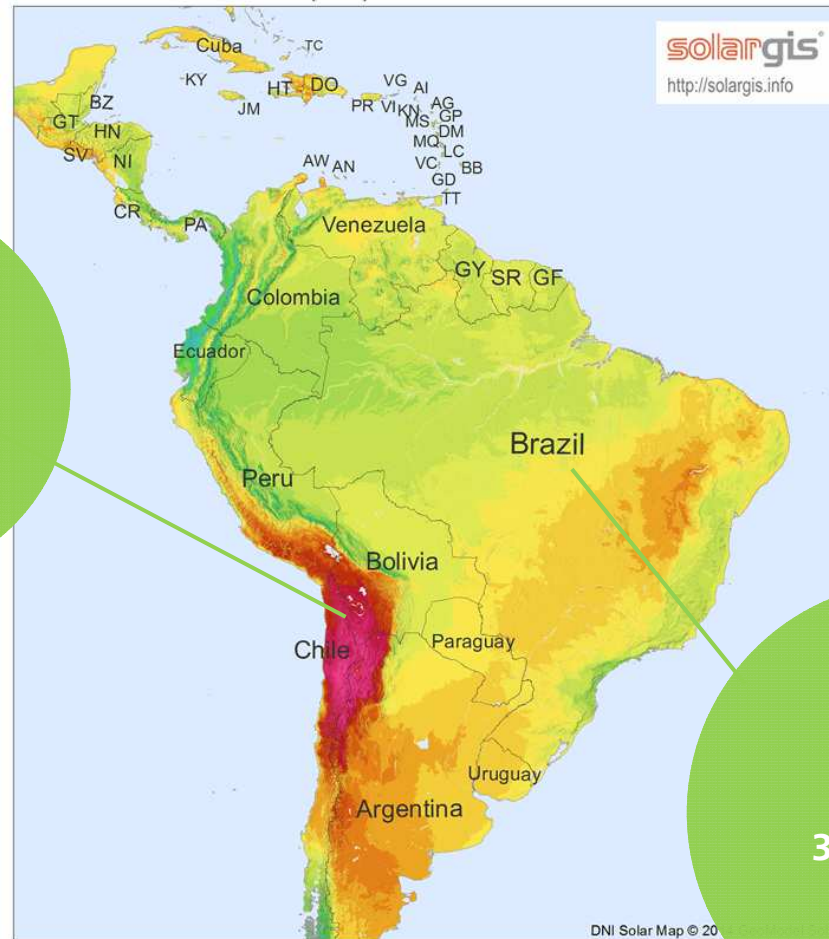 Cuba
TC
solargis
http://solargis.info
KY
HT
DO
VG
AI
BZ
JM
PR
VI
KN
AG
GT
MS
GP
HN
DM
MQ
LC
SV
NI
AW
AN
VC
BB
GD
TT
CR
PA
Venezuela
GY
SR
GF
Colombia
Ecuador
Brazil
Peru
Bolivia
Chile
Paraguay
Uruguay
Argentina
3
DNI Solar Map © 20